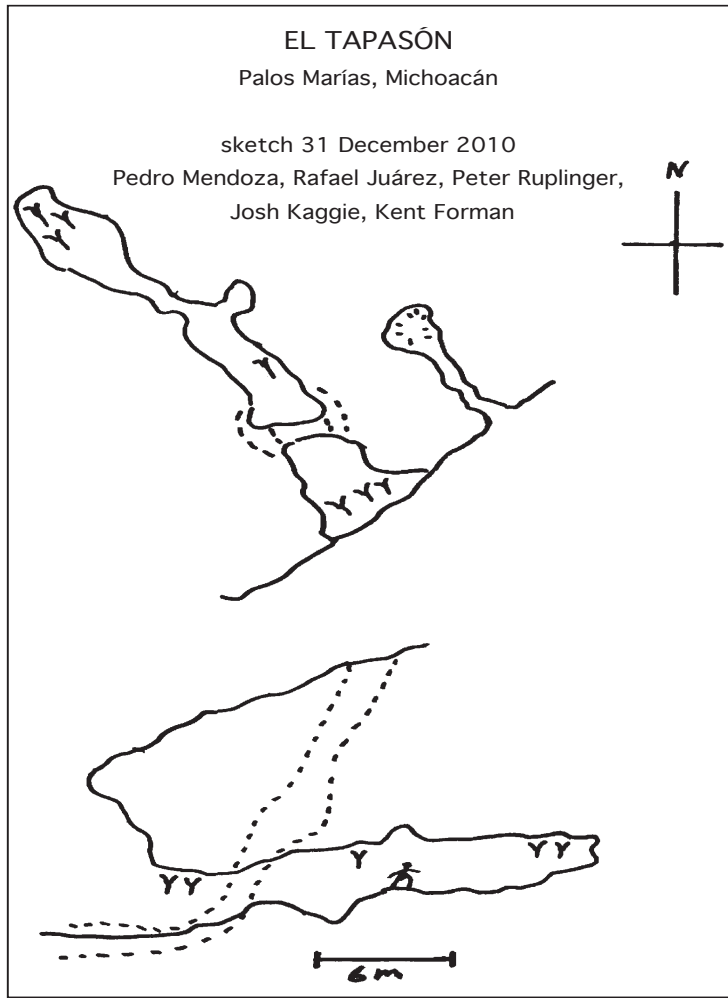 EL TAPASÓN
Palos Marías, Michoacán
sketch 31 December 2010
Pedro Mendoza, Rafael Juárez, Peter Ruplinger,
Josh Kaggie, Kent Forman
N
6 m